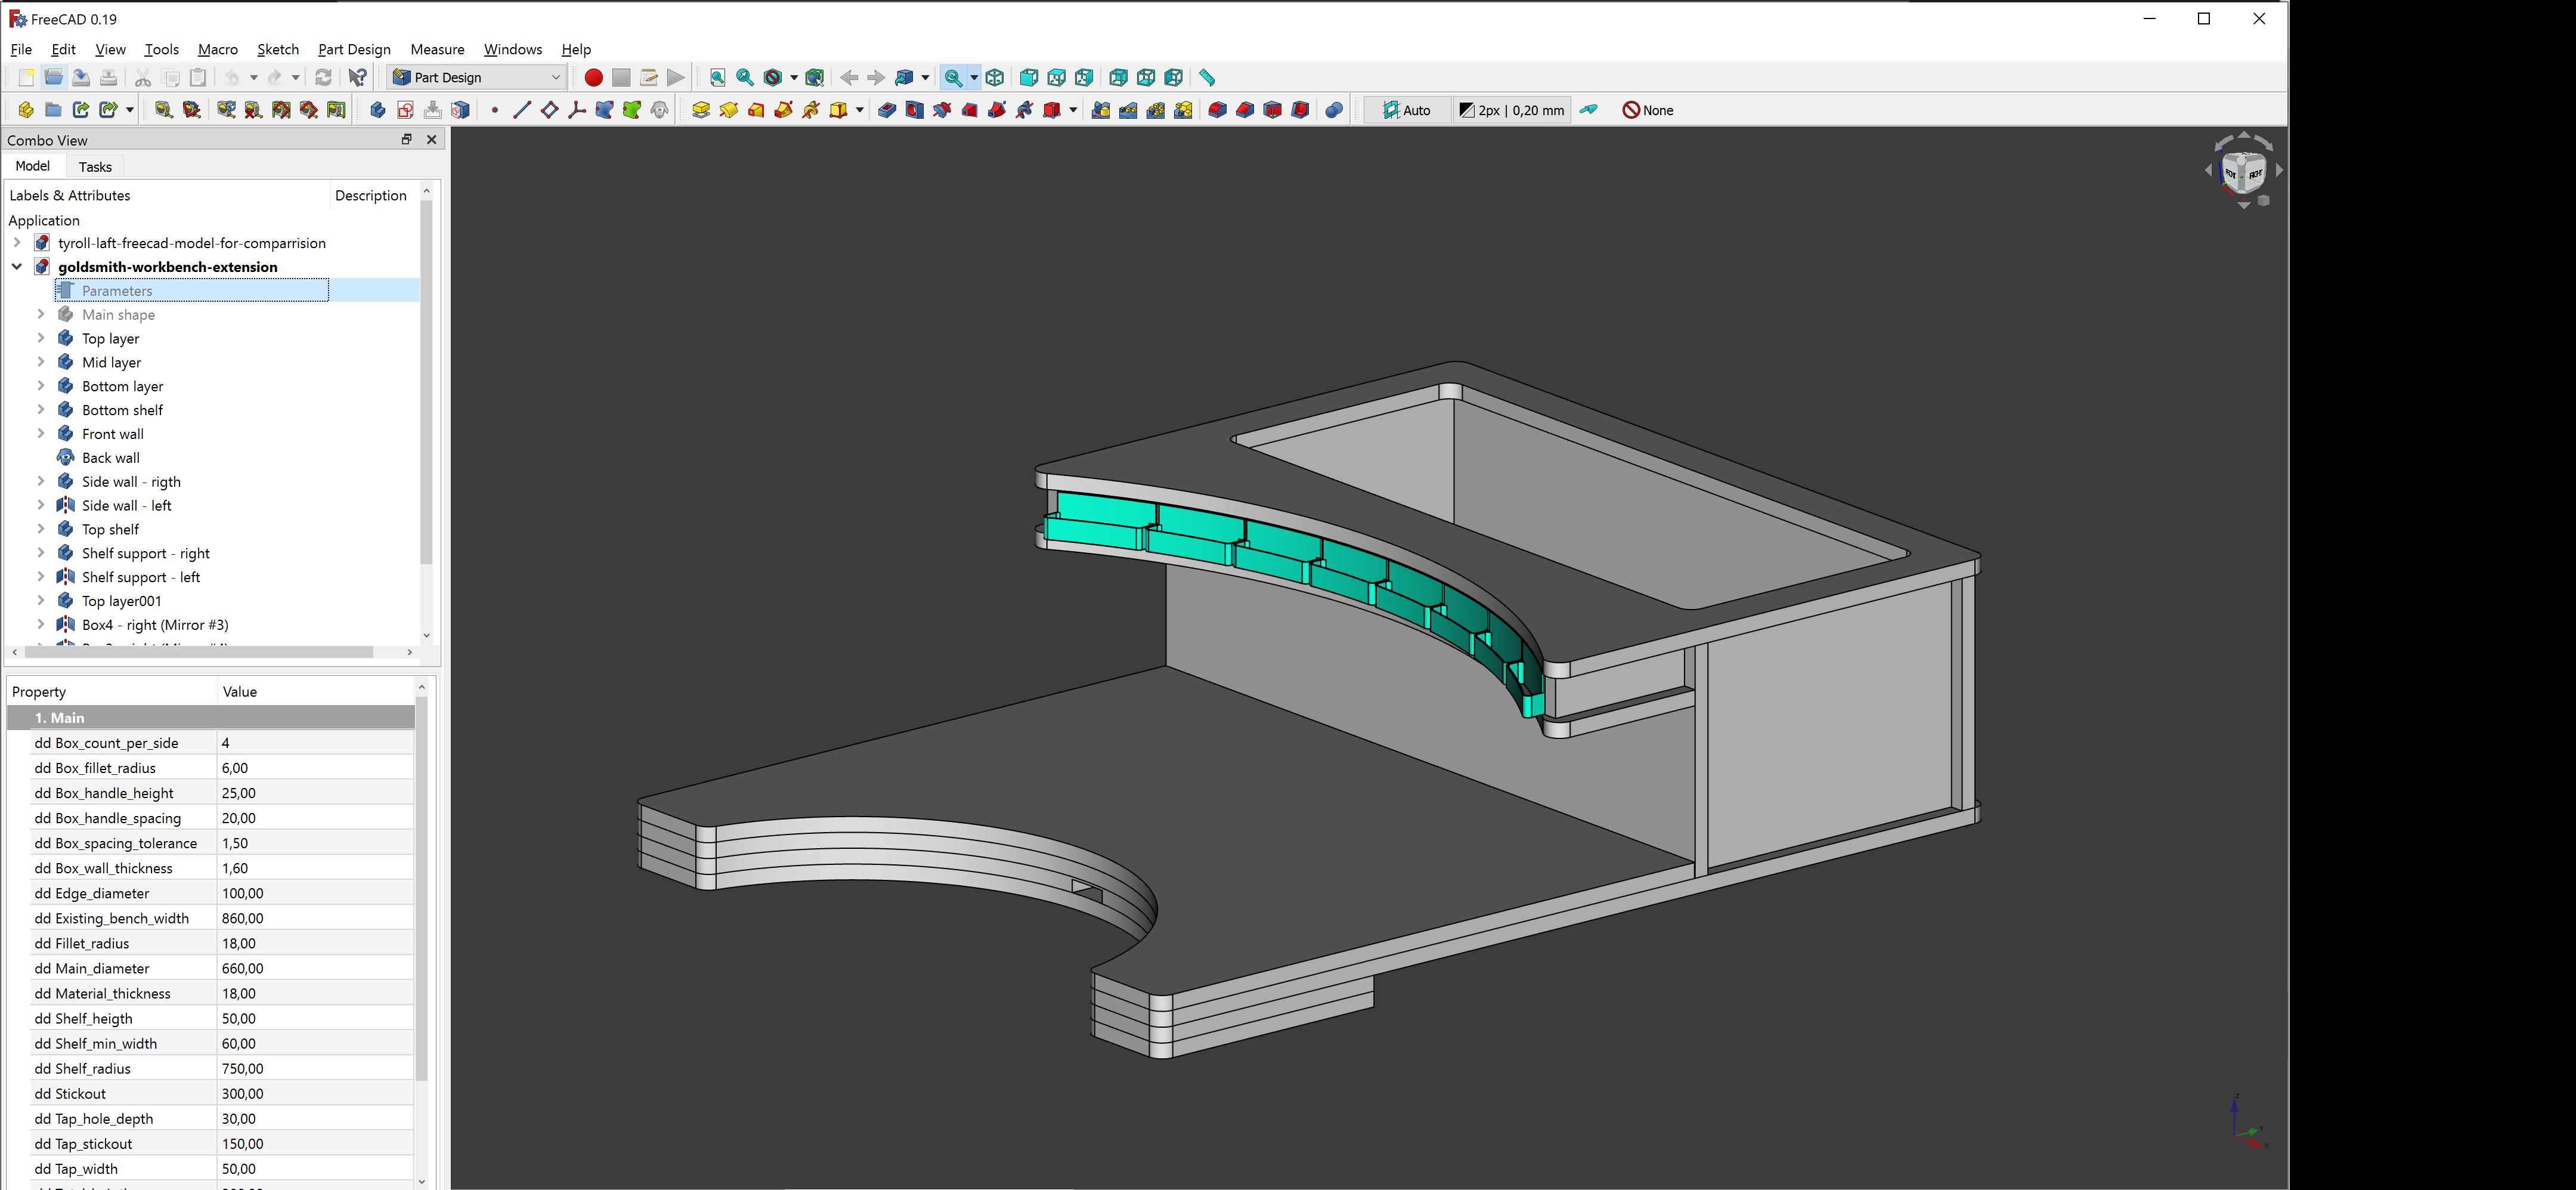 FreeCAD 0.19
File Edit View Tools Macro Sketch Part Design Measure Windows Help
Part Design
Auto 2px | 0,20 mm None
Combo View
Model Tasks
Labels & Attributes Description
Application
tyroll-laft-freecad-model-for-comparrision
goldsmith-workbench-extension
Parameters
Main shape
Top layer
Mid layer
Bottom layer
Bottom shelf
Front wall
Back wall
Side wall - rigth
Side wall - left
Top shelf
Shelf support - right
Shelf support - left
Top layer001
Box4 - right (Mirror #3)
Property Value
1. Main
dd Box_count_per_side 4
dd Box_fillet_radius 6,00
dd Box_handle_height 25,00
dd Box_handle_spacing 20,00
dd Box_spacing_tolerance 1,50
dd Box_wall_thickness 1,60
dd Edge_diameter 100,00
dd Existing_bench_width 860,00
dd Fillet_radius 18,00
dd Main_diameter 660,00
dd Material_thickness 18,00
dd Shelf_heigth 50,00
dd Shelf_min_width 60,00
dd Shelf_radius 750,00
dd Stickout 300,00
dd Tap_hole_depth 30,00
dd Tap_stickout 150,00
dd Tap_width 50,00